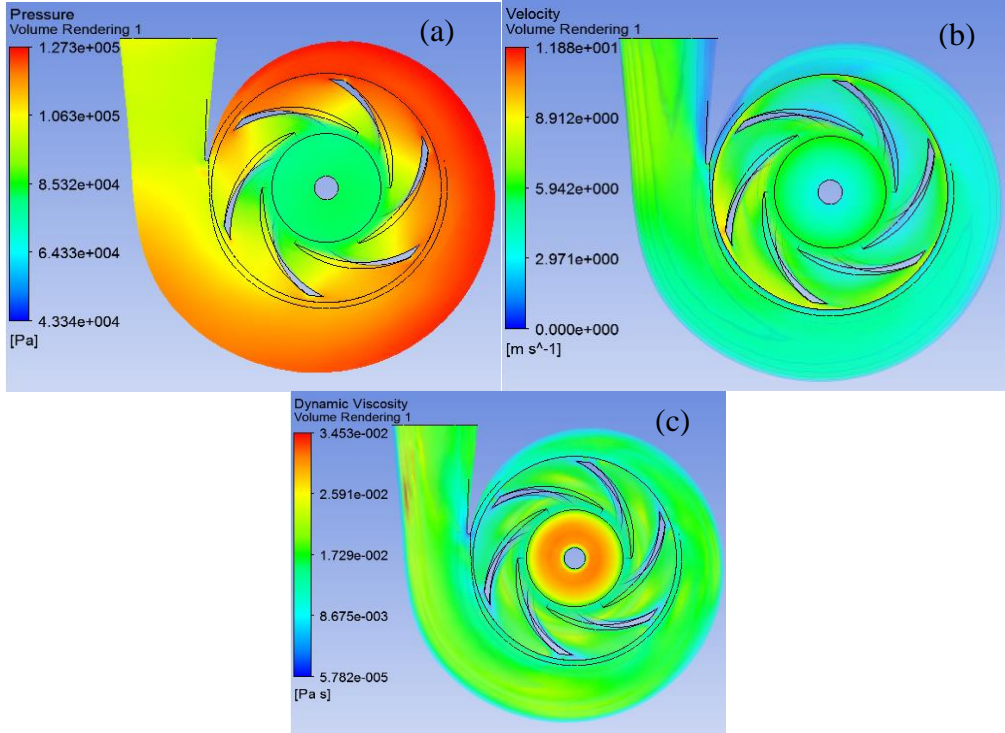 Pressure
Volume Rendering 1
(a)
1.273e+005
1.063e+005
8.532e+004
6.433e+004
4.334e+004
[Pa]
Velocity
Volume Rendering 1
(b)
1.188e+001
8.912e+000
5.942e+000
2.971e+000
0.000e+000
[m s^-1]
Dynamic Viscosity
Volume Rendering 1
(c)
3.453e-002
2.591e-002
1.729e-002
8.675e-003
5.782e-005
[Pa s]